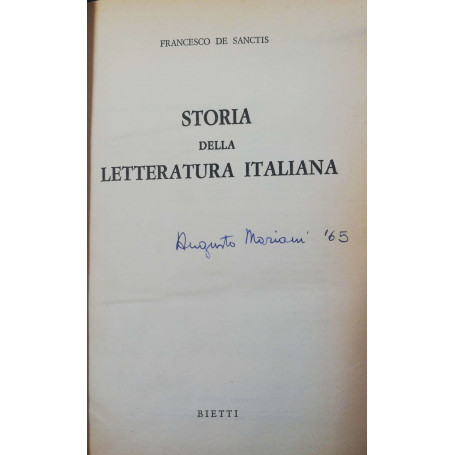 FRANCESCO DE SANCTIS
STORIA
DELLA
LETTERATURA ITALIANA
Augusto Mariani '65
BIETTI